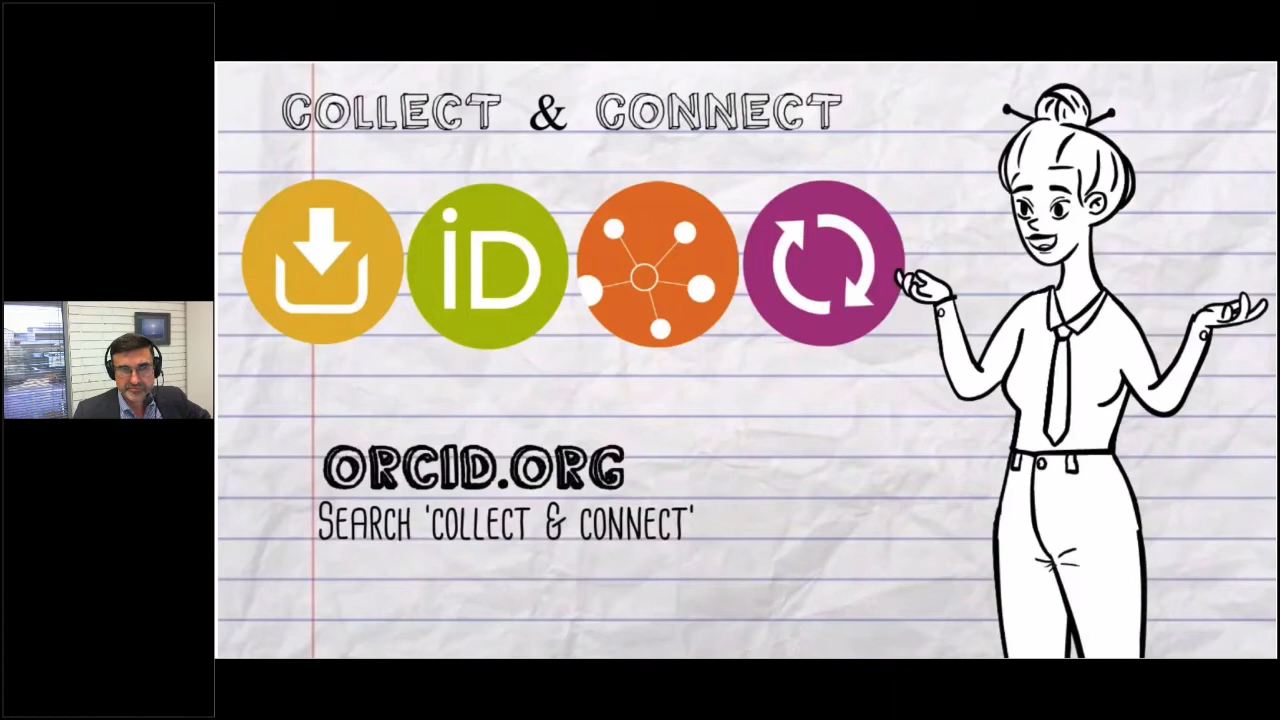 COLLECT & CONNECT
iD
ORCID.ORG
SEARCH 'COLLECT & CONNECT'